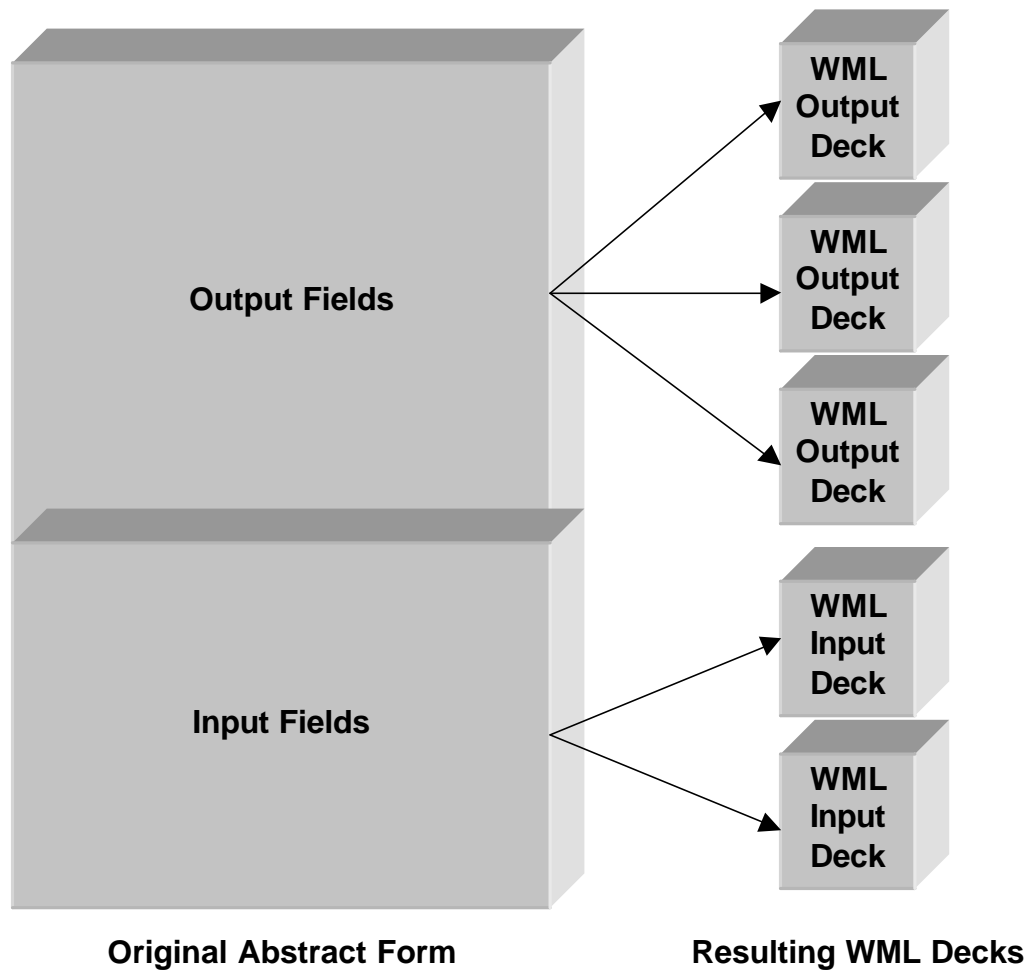 Output Fields
Input Fields
Original Abstract Form
WML
Output
Deck
WML
Output
Deck
WML
Output
Deck
WML
Input
Deck
WML
Input
Deck
Resulting WML Decks